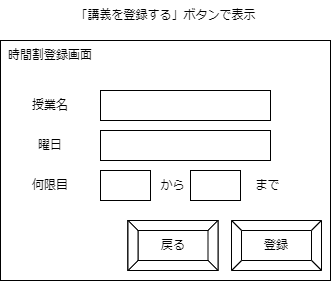 「講義を登録する」ボタンで表示
時間割登録画面
授業名
曜日
何限目 から まで
戻る 登録